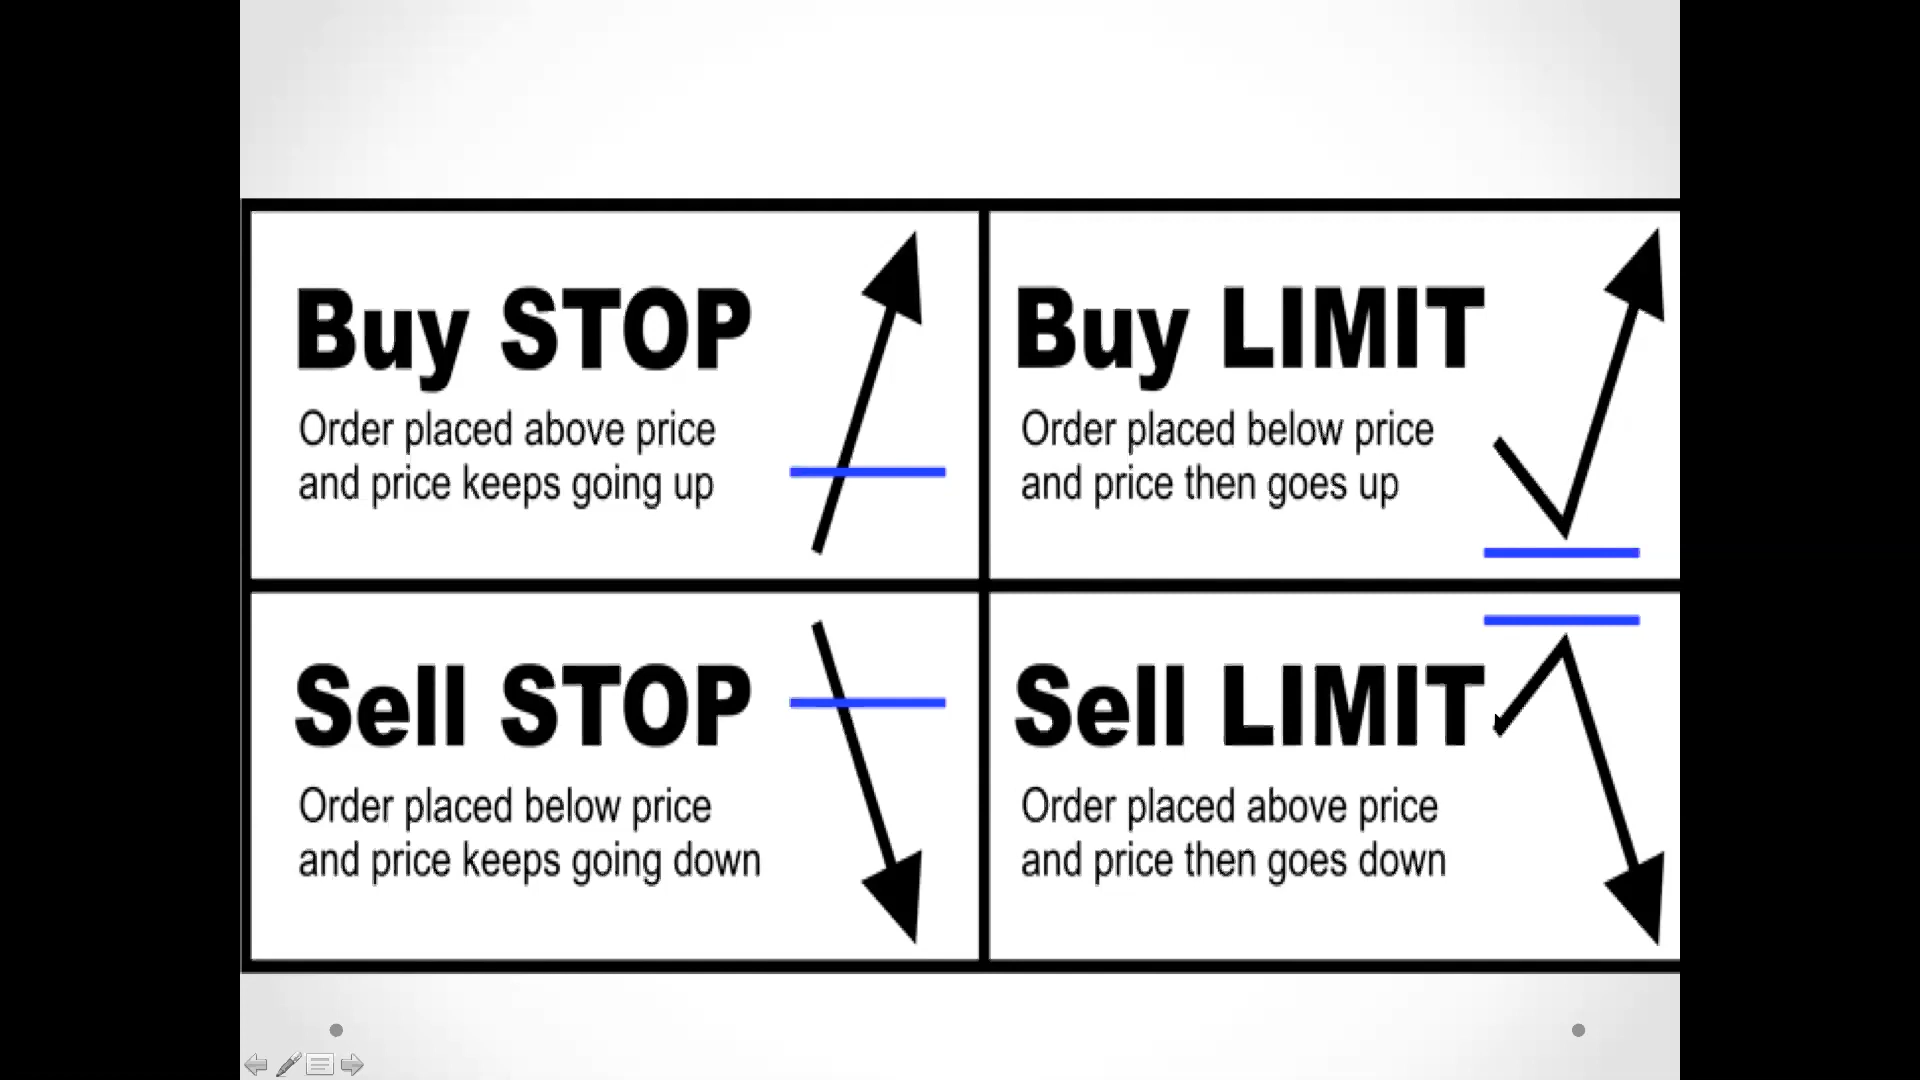 Buy STOP
Order placed above price
and price keeps going up
Buy LIMIT
Order placed below price
and price then goes up
Sell STOP
Order placed below price
and price keeps going down
Sell LIMIT
Order placed above price
and price then goes down